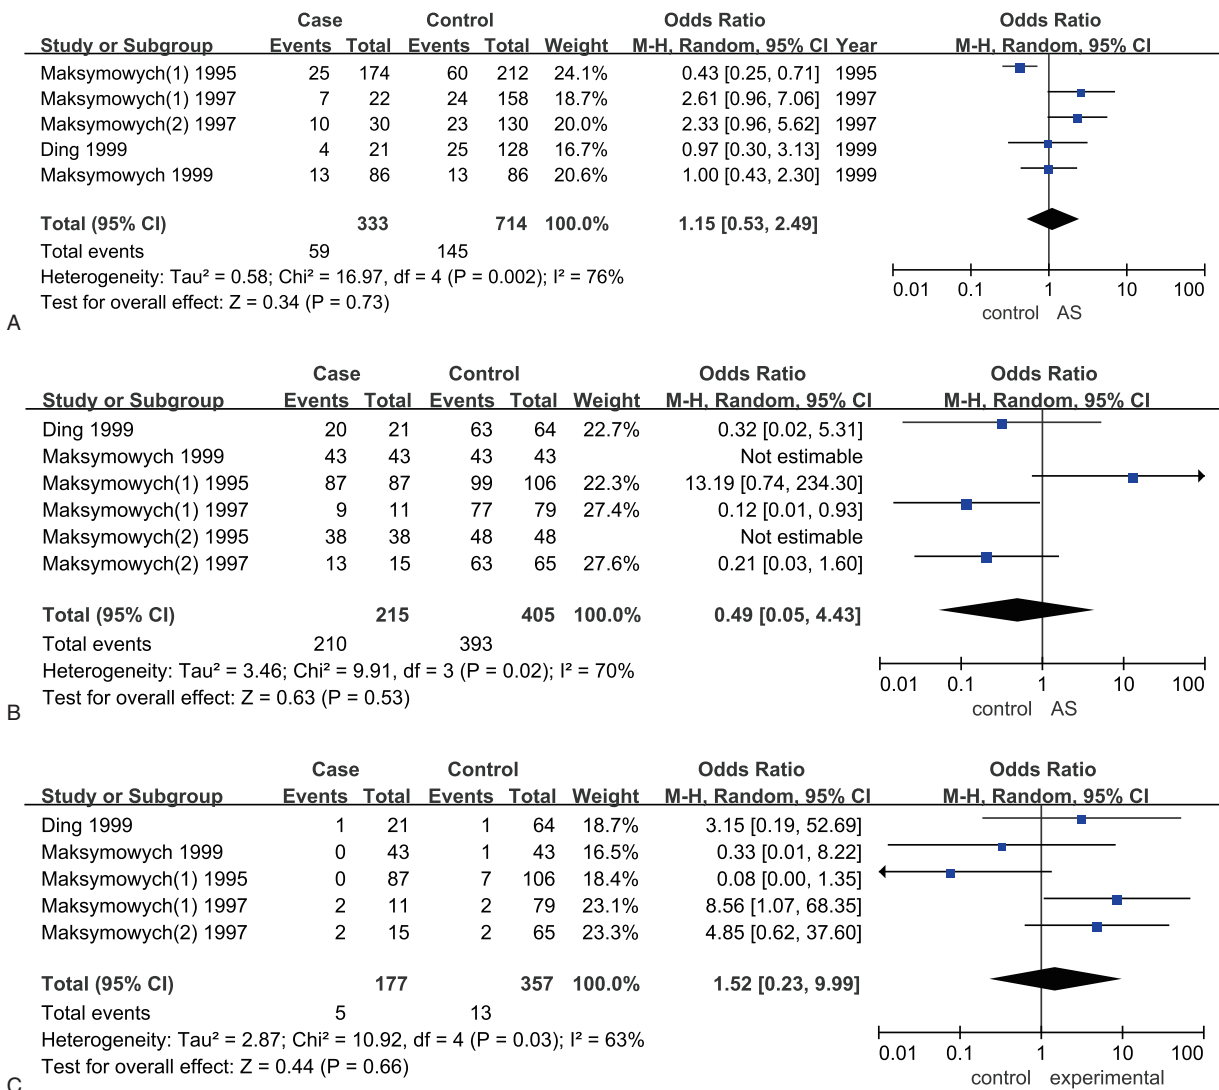 Case Control Odds Ratio Odds Ratio
Study or Subgroup Events Total Events Total Weight M-H, Random, 95% CI Year M-H, Random, 95% CI
Maksymowych(1) 1995 25 174 60 212 24.1% 0.43 [0.25, 0.71] 1995
Maksymowych(1) 1997 7 22 24 158 18.7% 2.61 [0.96, 7.06] 1997
Maksymowych(2) 1997 10 30 23 130 20.0% 2.33 [0.96, 5.62] 1997
Ding 1999 4 21 25 128 16.7% 0.97 [0.30, 3.13] 1999
Maksymowych 1999 13 86 13 86 20.6% 1.00 [0.43, 2.30] 1999
Total (95% CI) 333 714 100.0% 1.15 [0.53, 2.49]
Total events 59 145
Heterogeneity: Tau² = 0.58; Chi² = 16.97, df = 4 (P = 0.002); I² = 76%
Test for overall effect: Z = 0.34 (P = 0.73)
0.01 0.1 1 10 100
control AS
A
Case Control Odds Ratio Odds Ratio
Study or Subgroup Events Total Events Total Weight M-H, Random, 95% CI M-H, Random, 95% CI
Ding 1999 20 21 63 64 22.7% 0.32 [0.02, 5.31]
Maksymowych 1999 43 43 43 43 Not estimable
Maksymowych(1) 1995 87 87 99 106 22.3% 13.19 [0.74, 234.30]
Maksymowych(1) 1997 9 11 77 79 27.4% 0.12 [0.01, 0.93]
Maksymowych(2) 1995 38 38 48 48 Not estimable
Maksymowych(2) 1997 13 15 63 65 27.6% 0.21 [0.03, 1.60]
Total (95% CI) 215 405 100.0% 0.49 [0.05, 4.43]
Total events 210 393
Heterogeneity: Tau² = 3.46; Chi² = 9.91, df = 3 (P = 0.02); I² = 70%
Test for overall effect: Z = 0.63 (P = 0.53)
0.01 0.1 1 10 100
control AS
B
Case Control Odds Ratio Odds Ratio
Study or Subgroup Events Total Events Total Weight M-H, Random, 95% CI M-H, Random, 95% CI
Ding 1999 1 21 1 64 18.7% 3.15 [0.19, 52.69]
Maksymowych 1999 0 43 1 43 16.5% 0.33 [0.01, 8.22]
Maksymowych(1) 1995 0 87 7 106 18.4% 0.08 [0.00, 1.35]
Maksymowych(1) 1997 2 11 2 79 23.1% 8.56 [1.07, 68.35]
Maksymowych(2) 1997 2 15 2 65 23.3% 4.85 [0.62, 37.60]
Total (95% CI) 177 357 100.0% 1.52 [0.23, 9.99]
Total events 5 13
Heterogeneity: Tau² = 2.87; Chi² = 10.92, df = 4 (P = 0.03); I² = 63%
Test for overall effect: Z = 0.44 (P = 0.66)
0.01 0.1 1 10 100
control experimental
C